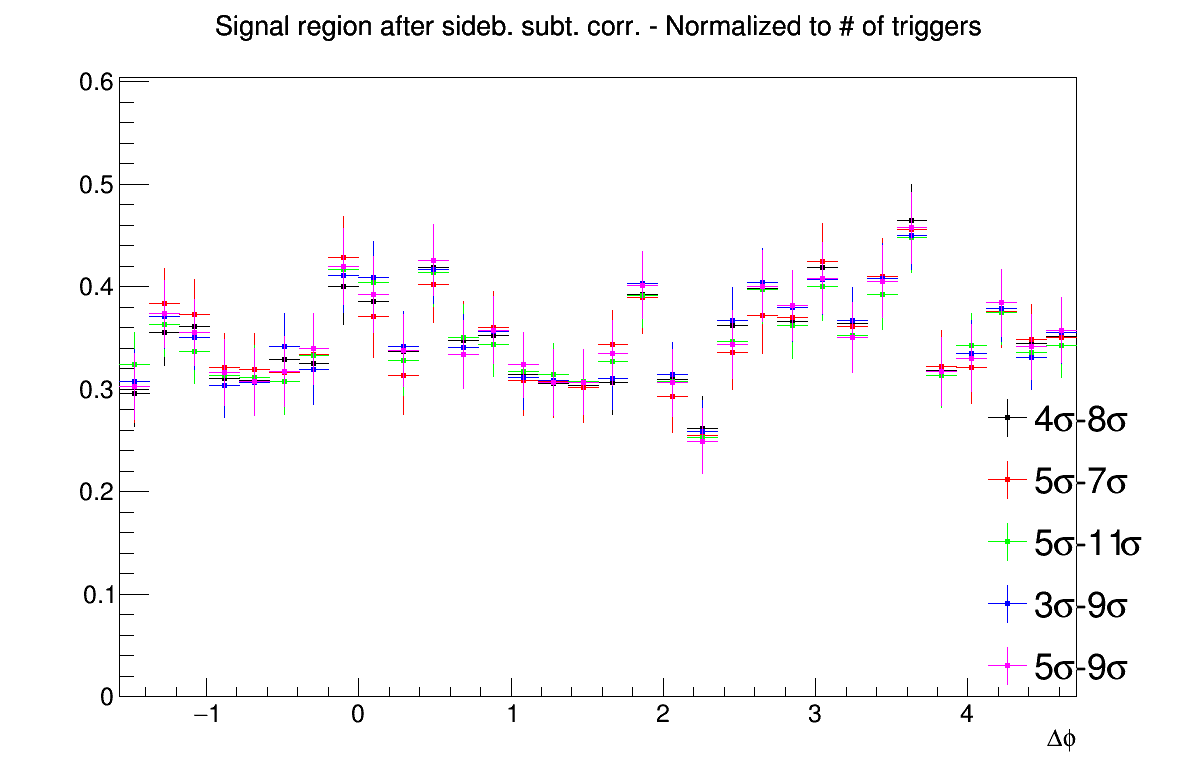 Signal region after sideb. subt. corr. - Normalized to # of triggers
0.6
0.5
0.4
0.3
0.2
0.1
0
4σ-8σ
5σ-7σ
5σ-11σ
3σ-9σ
5σ-9σ
−1 0 1 2 3 4
Δϕ